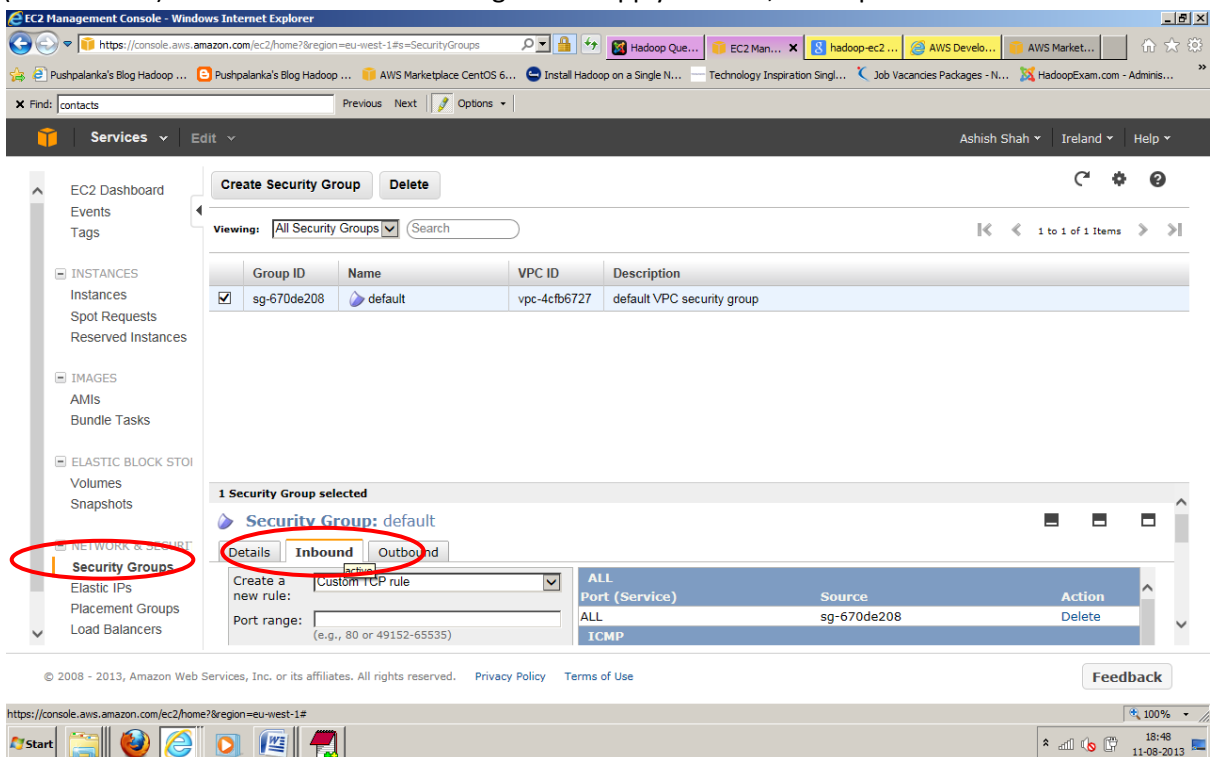 EC2 Management Console - Windows Internet Explorer
https://console.aws.amazon.com/ec2/home?&region=eu-west-1#s=SecurityGroups
Hadoop Que...
EC2 Man...
hadoop-ec2 ...
AWS Develo...
AWS Market...
Pushpalanka's Blog Hadoop ...
Pushpalanka's Blog Hadoop ...
AWS Marketplace CentOS 6...
Install Hadoop on a Single N...
Technology Inspiration Singl...
Job Vacancies Packages - N...
HadoopExam.com - Adminis...
Find: contacts Previous Next Options
Services Edit Ashish Shah Ireland Help
EC2 Dashboard
Events
Tags
INSTANCES
Instances
Spot Requests
Reserved Instances
IMAGES
AMIs
Bundle Tasks
ELASTIC BLOCK STOR
Volumes
Snapshots
NETWORK & SECURIT
Security Groups
Elastic IPs
Placement Groups
Load Balancers
Create Security Group Delete
Viewing: All Security Groups Search 1 to 1 of 1 Items
Group ID Name VPC ID Description
sg-670de208 default vpc-4cfb6727 default VPC security group
1 Security Group selected
Security Group: default
Details Inbound Outbound
active
Create a new rule: Custom TCP rule
Port range:
(e.g., 80 or 49152-65535)
ALL
Port (Service) Source Action
ALL sg-670de208 Delete
ICMP
© 2008 - 2013, Amazon Web Services, Inc. or its affiliates. All rights reserved. Privacy Policy Terms of Use Feedback
https://console.aws.amazon.com/ec2/home?&region=eu-west-1#
100%
Start
18:48
11-08-2013